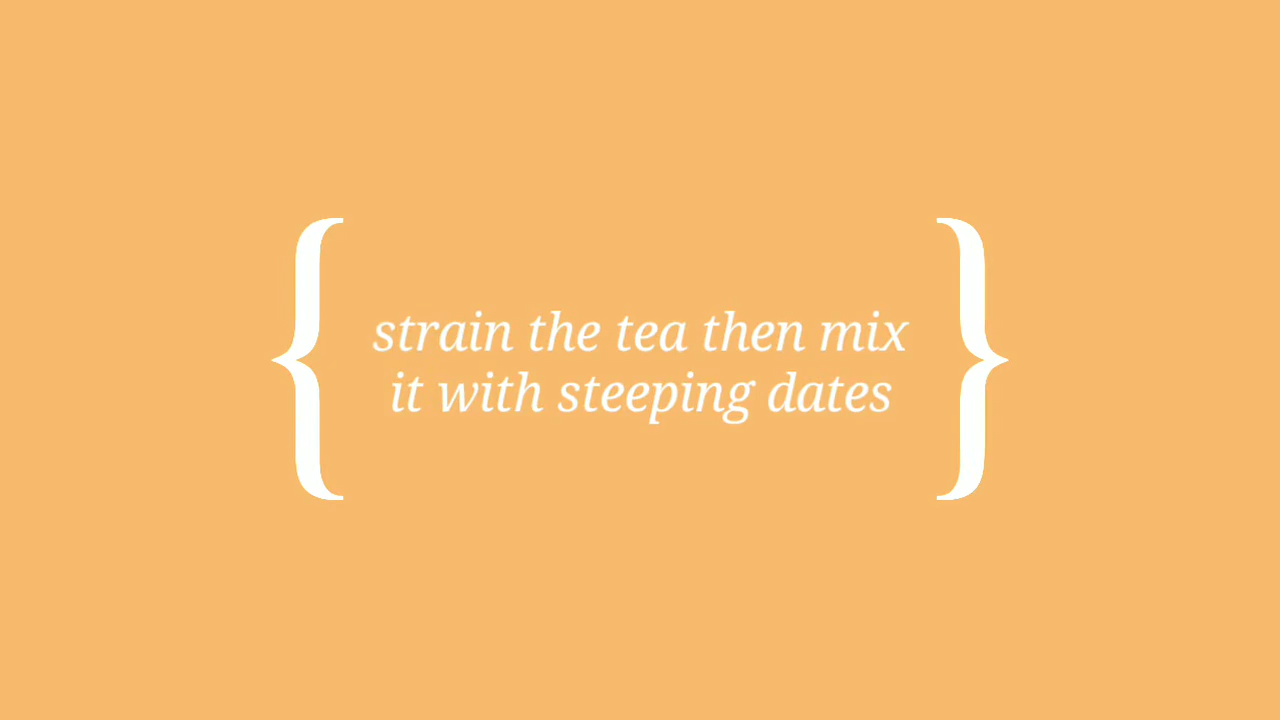 strain the tea then mix
it with steeping dates